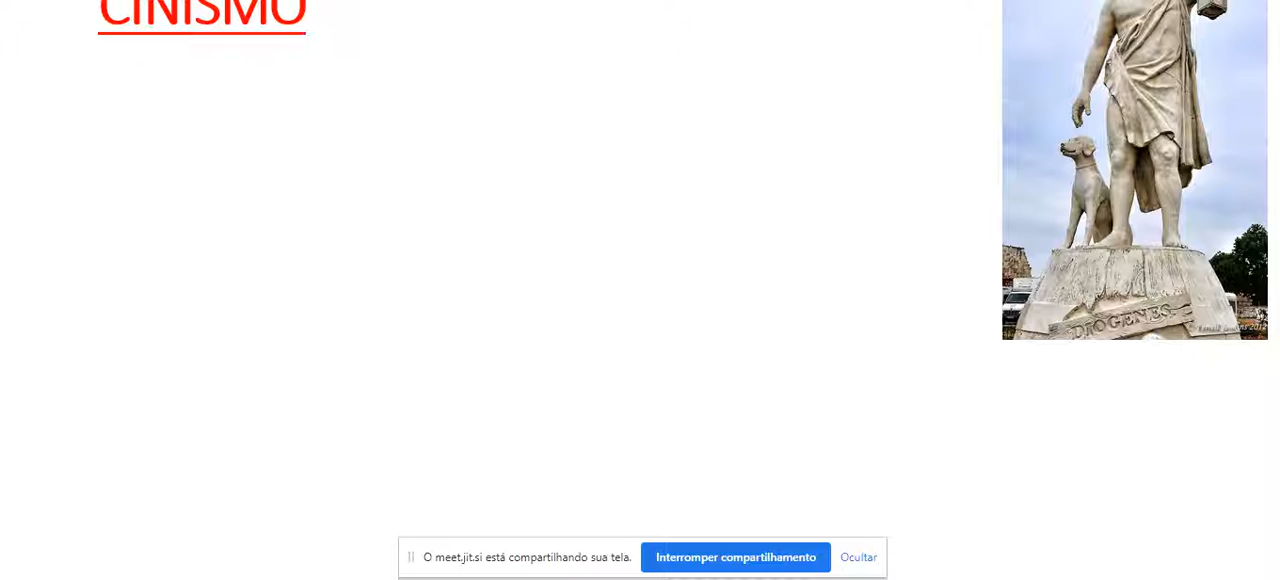 CINISMO
DIOGENES
O meet.jit.si está compartilhando sua tela.
Interromper compartilhamento
Ocultar